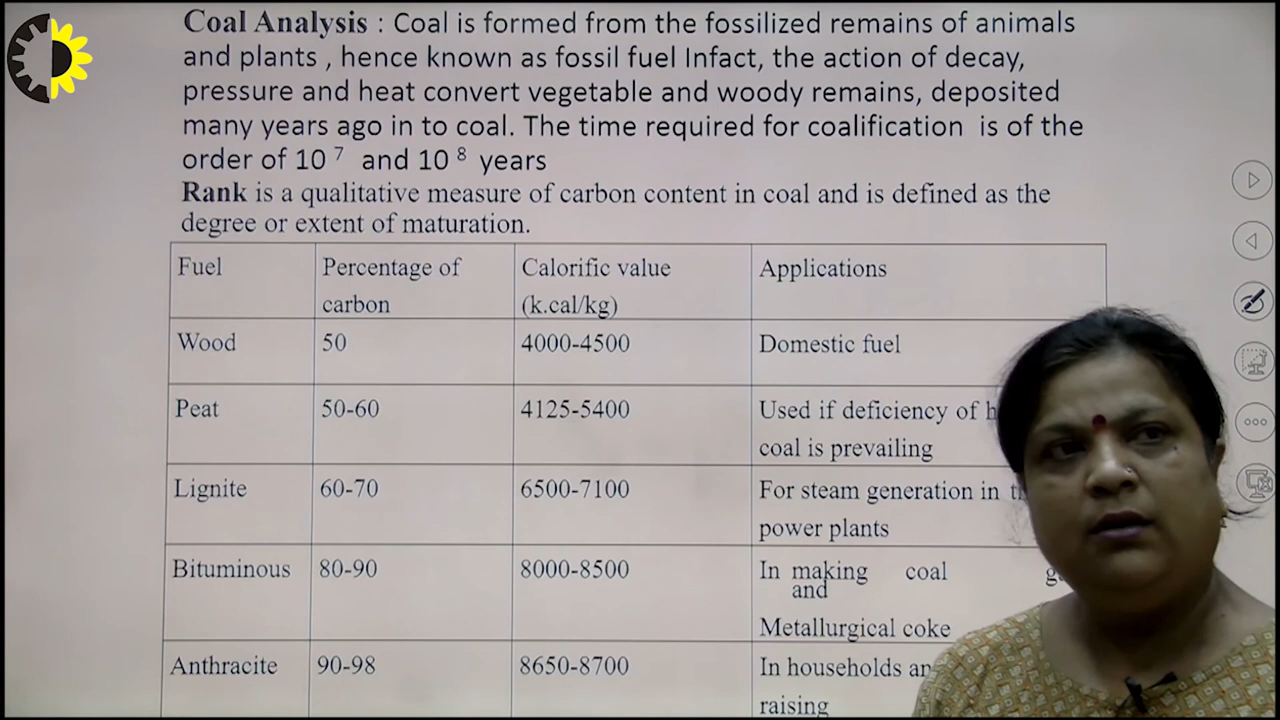 Coal Analysis : Coal is formed from the fossilized remains of animals
and plants , hence known as fossil fuel Infact, the action of decay,
pressure and heat convert vegetable and woody remains, deposited
many years ago in to coal. The time required for coalification is of the
order of 10 7 and 10 8 years
Rank is a qualitative measure of carbon content in coal and is defined as the
degree or extent of maturation.
Fuel Percentage of Calorific value Applications
carbon (k.cal/kg)
Wood 50 4000-4500 Domestic fuel
Peat 50-60 4125-5400 Used if deficiency of
coal is prevailing
Lignite 60-70 6500-7100 For steam generation in
power plants
Bituminous 80-90 8000-8500 In making coal
and
Metallurgical coke
Anthracite 90-98 8650-8700 In households
raising